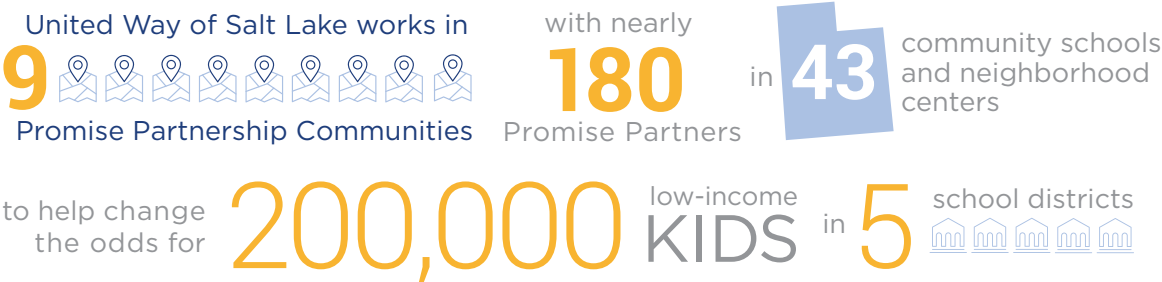 United Way of Salt Lake works in
9
Promise Partnership Communities
with nearly
180
Promise Partners
in 43
community schools
and neighborhood
centers
to help change
the odds for
200,000
low-income
KIDS
in 5
school districts